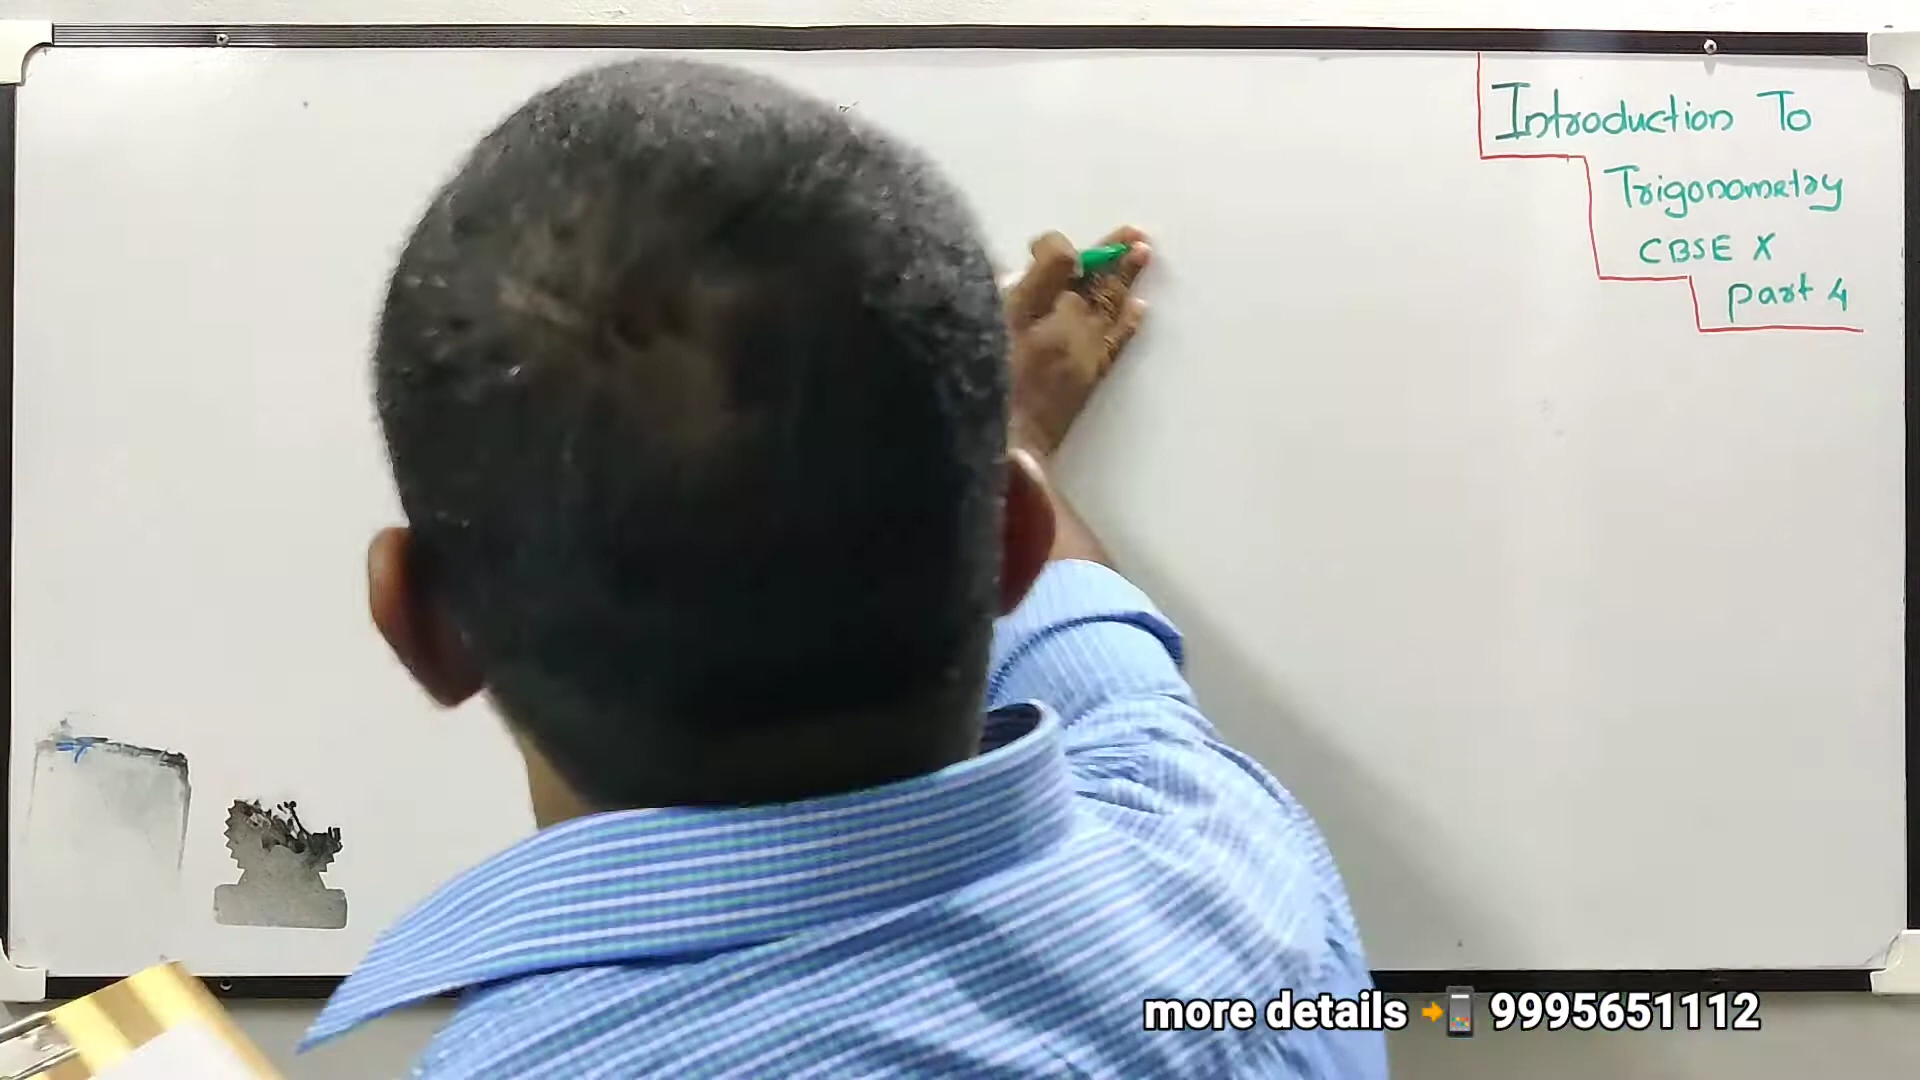 Introduction To
Trigonometry
CBSE X
part 4
more details 9995651112